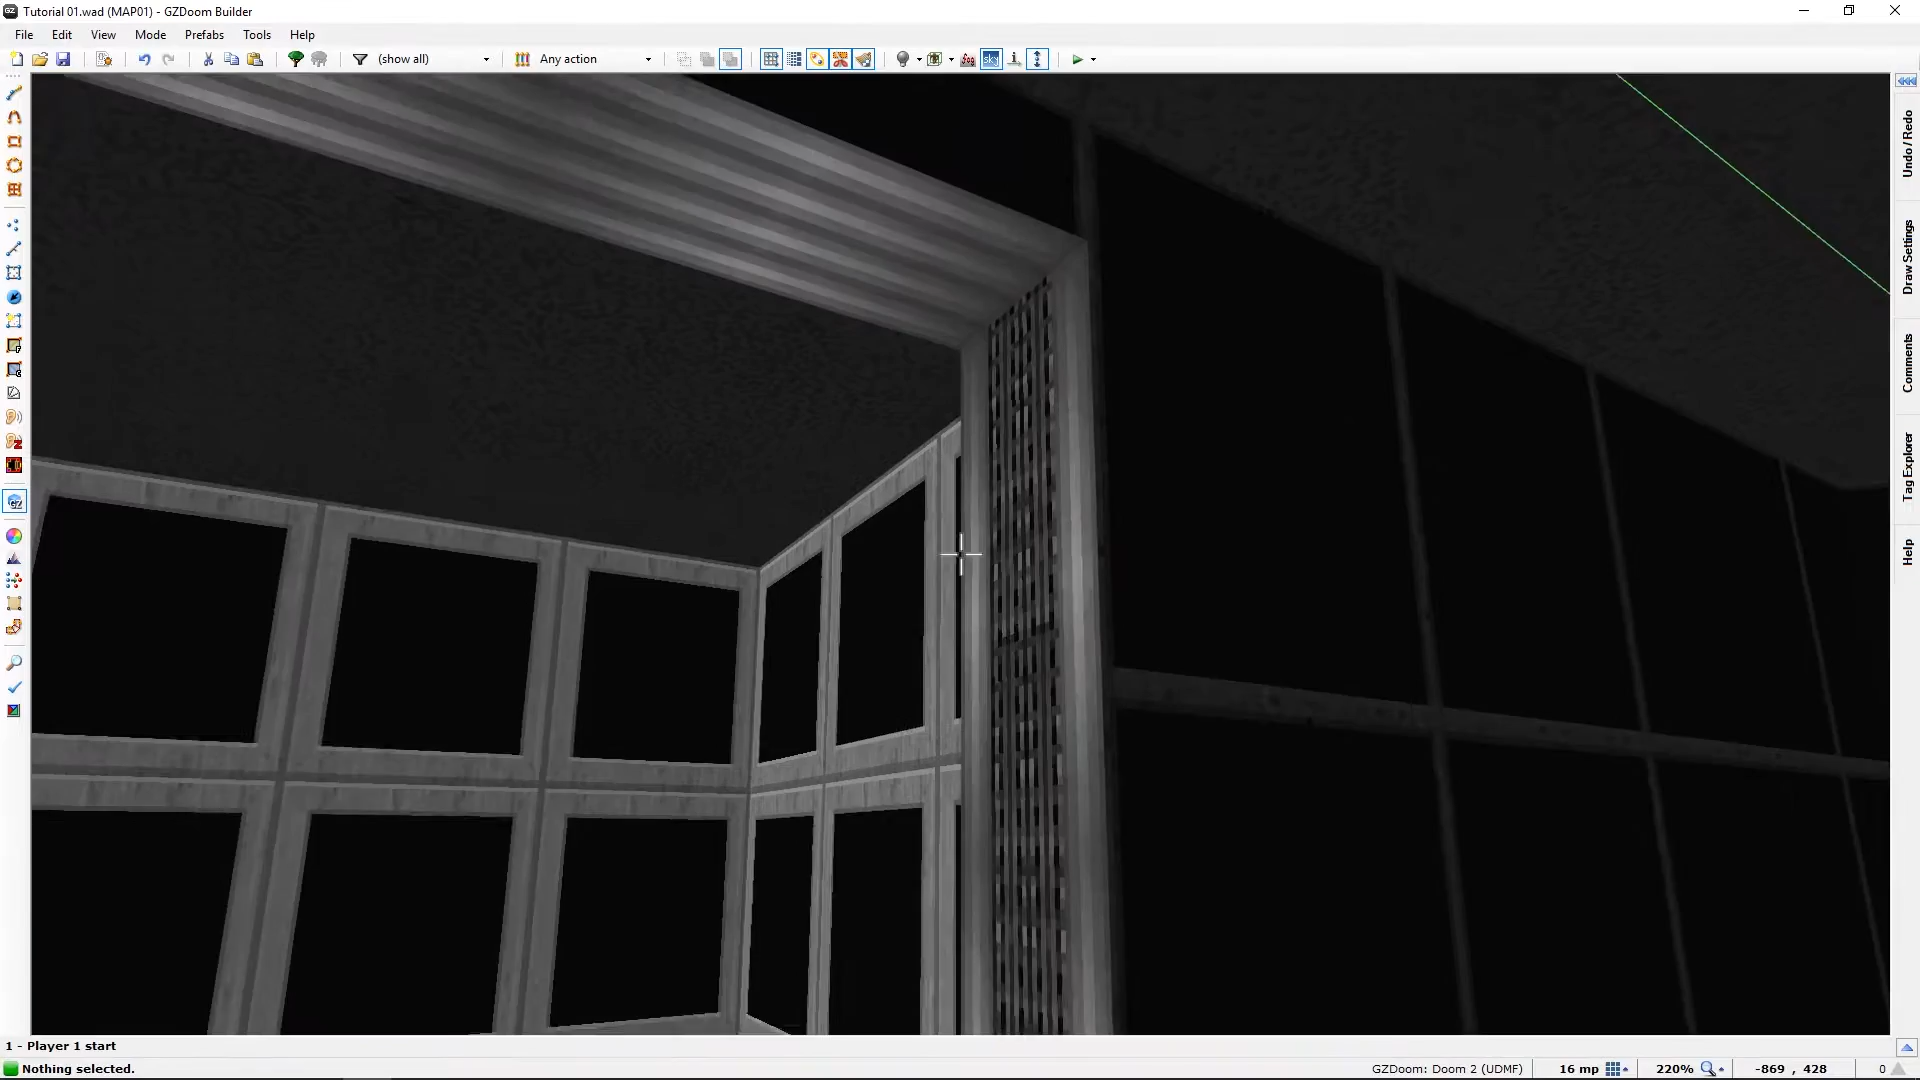 Tutorial 01.wad (MAP01) - GZDoom Builder
File Edit View Mode Prefabs Tools Help
(show all)
Any action
sky
GZ
Undo / Redo
Draw Settings
Comments
Tag Explorer
Help
1 - Player 1 start
Nothing selected.
GZDoom: Doom 2 (UDMF)
16 mp
220%
-869 , 428
0